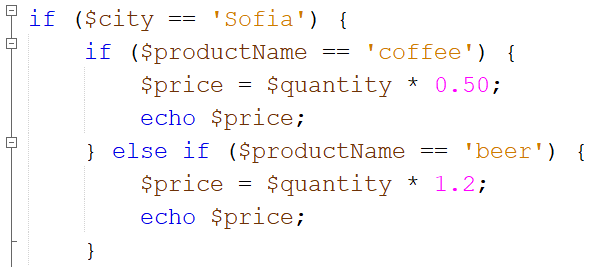 if ($city == 'Sofia') {
if ($productName == 'coffee') {
$price = $quantity * 0.50;
echo $price;
} else if ($productName == 'beer') {
$price = $quantity * 1.2;
echo $price;
}